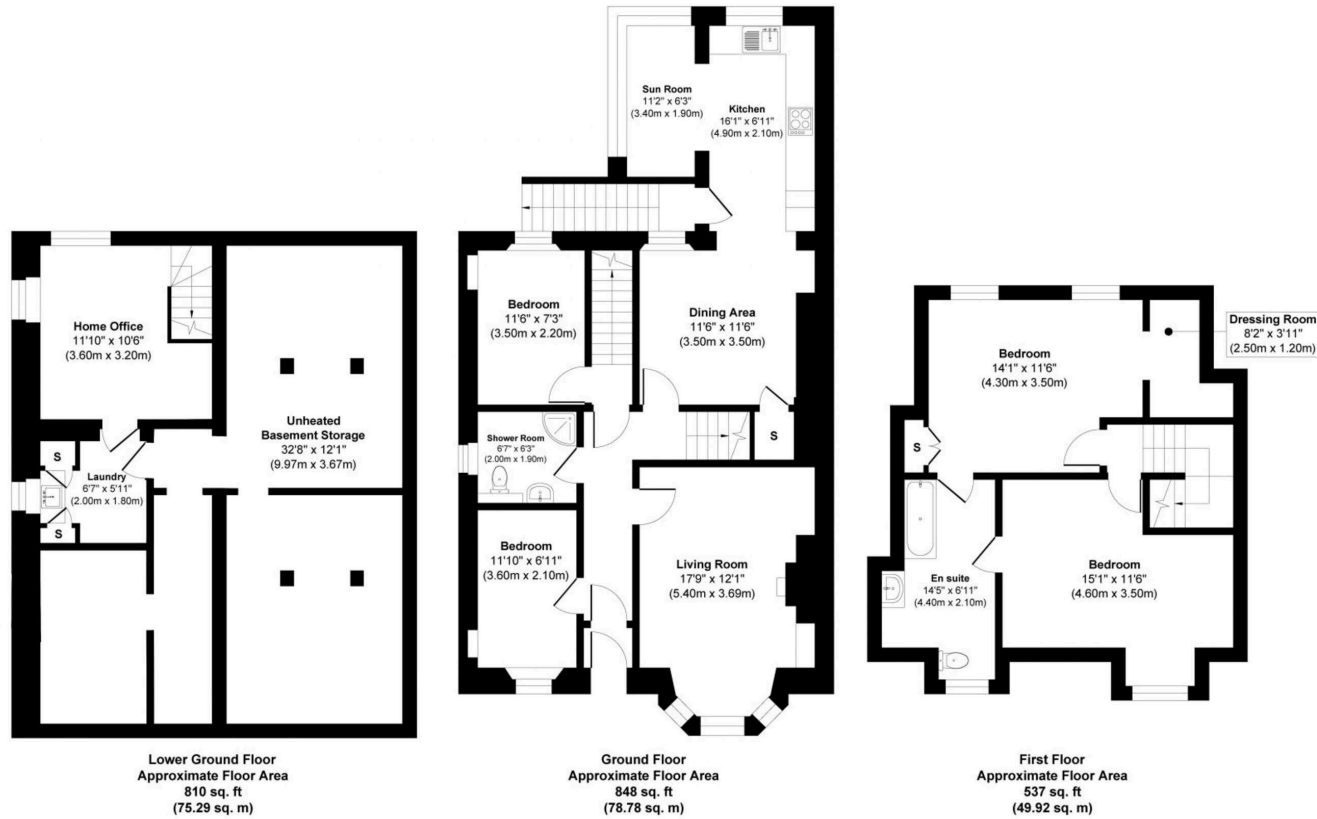 Sun Room
11'2" x 6'3"
(3.40m x 1.90m)
Kitchen
16'1" x 6'11"
(4.90m x 2.10m)
Home Office
11'10" x 10'6"
(3.60m x 3.20m)
Unheated
Basement Storage
32'8" x 12'1"
(9.97m x 3.67m)
S
Laundry
6'7" x 5'11"
(2.00m x 1.80m)
S
Bedroom
11'6" x 7'3"
(3.50m x 2.20m)
Dining Area
11'6" x 11'6"
(3.50m x 3.50m)
Shower Room
6'7" x 6'3"
(2.00m x 1.90m)
S
Bedroom
11'10" x 6'11"
(3.60m x 2.10m)
Living Room
17'9" x 12'1"
(5.40m x 3.69m)
Bedroom
14'1" x 11'6"
(4.30m x 3.50m)
Dressing Room
8'2" x 3'11"
(2.50m x 1.20m)
S
En suite
14'5" x 6'11"
(4.40m x 2.10m)
Bedroom
15'1" x 11'6"
(4.60m x 3.50m)
Lower Ground Floor
Approximate Floor Area
810 sq. ft
(75.29 sq. m)
Ground Floor
Approximate Floor Area
848 sq. ft
(78.78 sq. m)
First Floor
Approximate Floor Area
537 sq. ft
(49.92 sq. m)